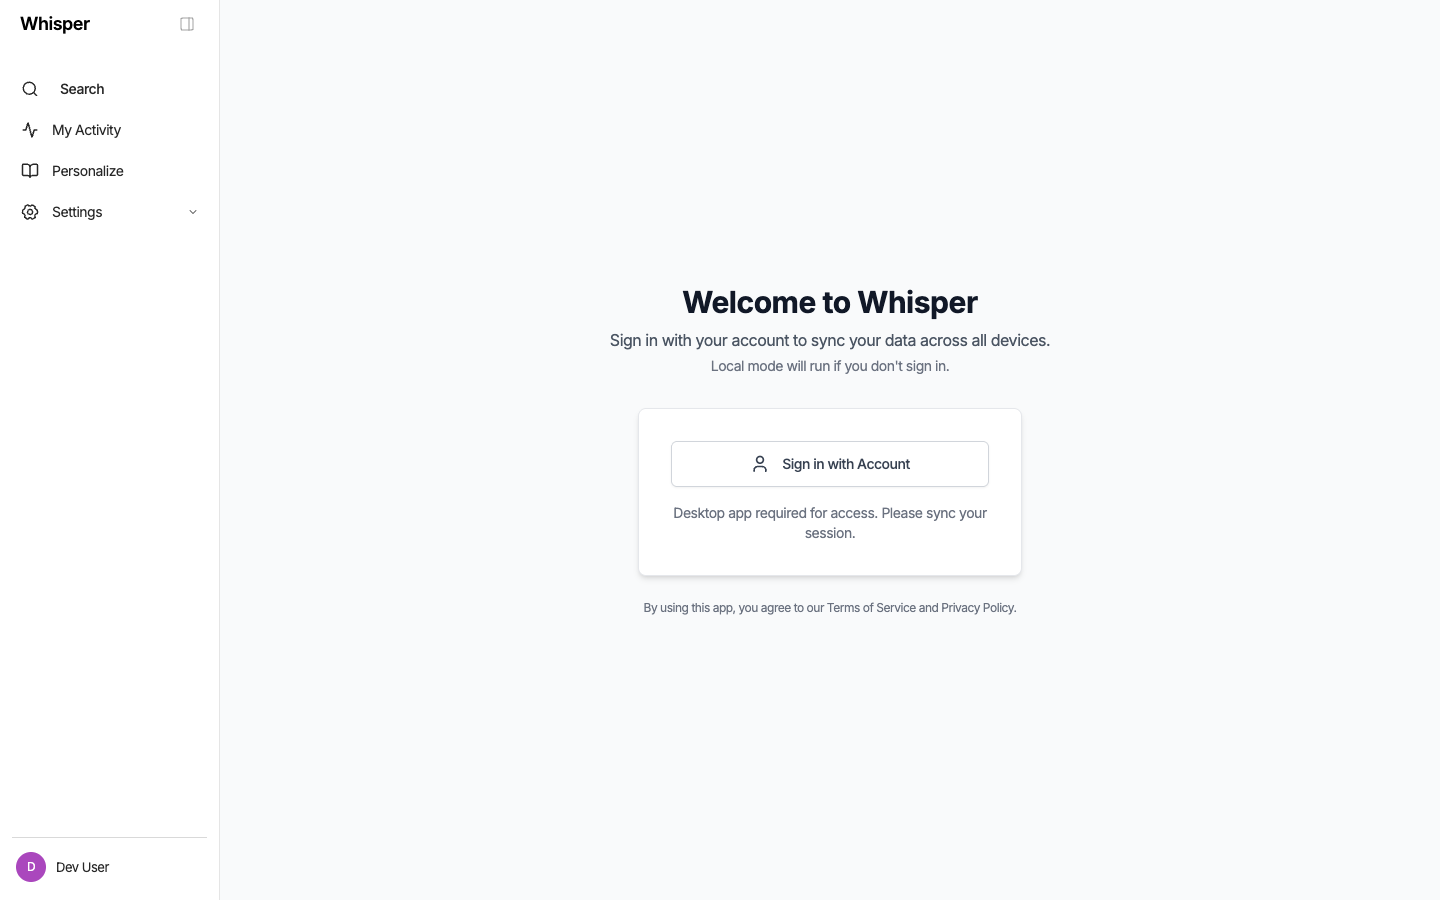 Whisper
Search
My Activity
Personalize
Settings
Welcome to Whisper
Sign in with your account to sync your data across all devices.
Local mode will run if you don't sign in.
Sign in with Account
Desktop app required for access. Please sync your
session.
By using this app, you agree to our Terms of Service and Privacy Policy.
D
Dev User